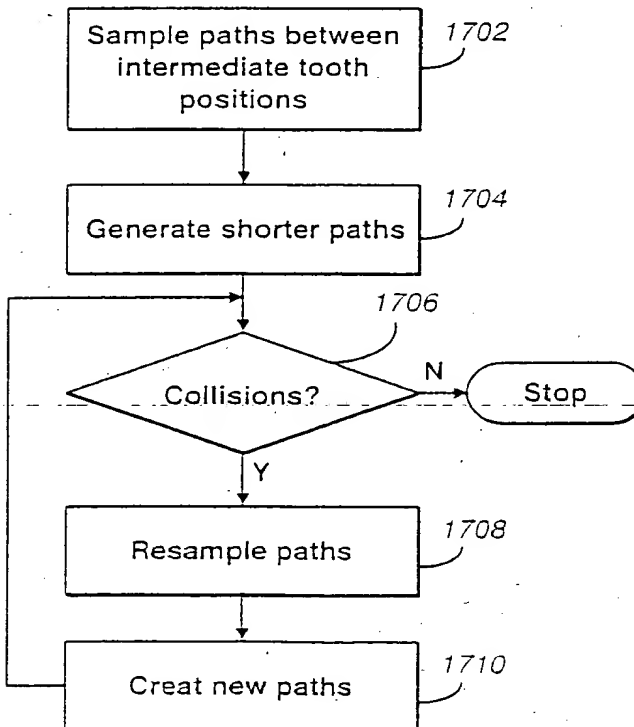 Sample paths between
intermediate tooth
positions
1702
Generate shorter paths
1704
1706
Collisions?
N
Stop
Y
Resample paths
1708
Creat new paths
1710